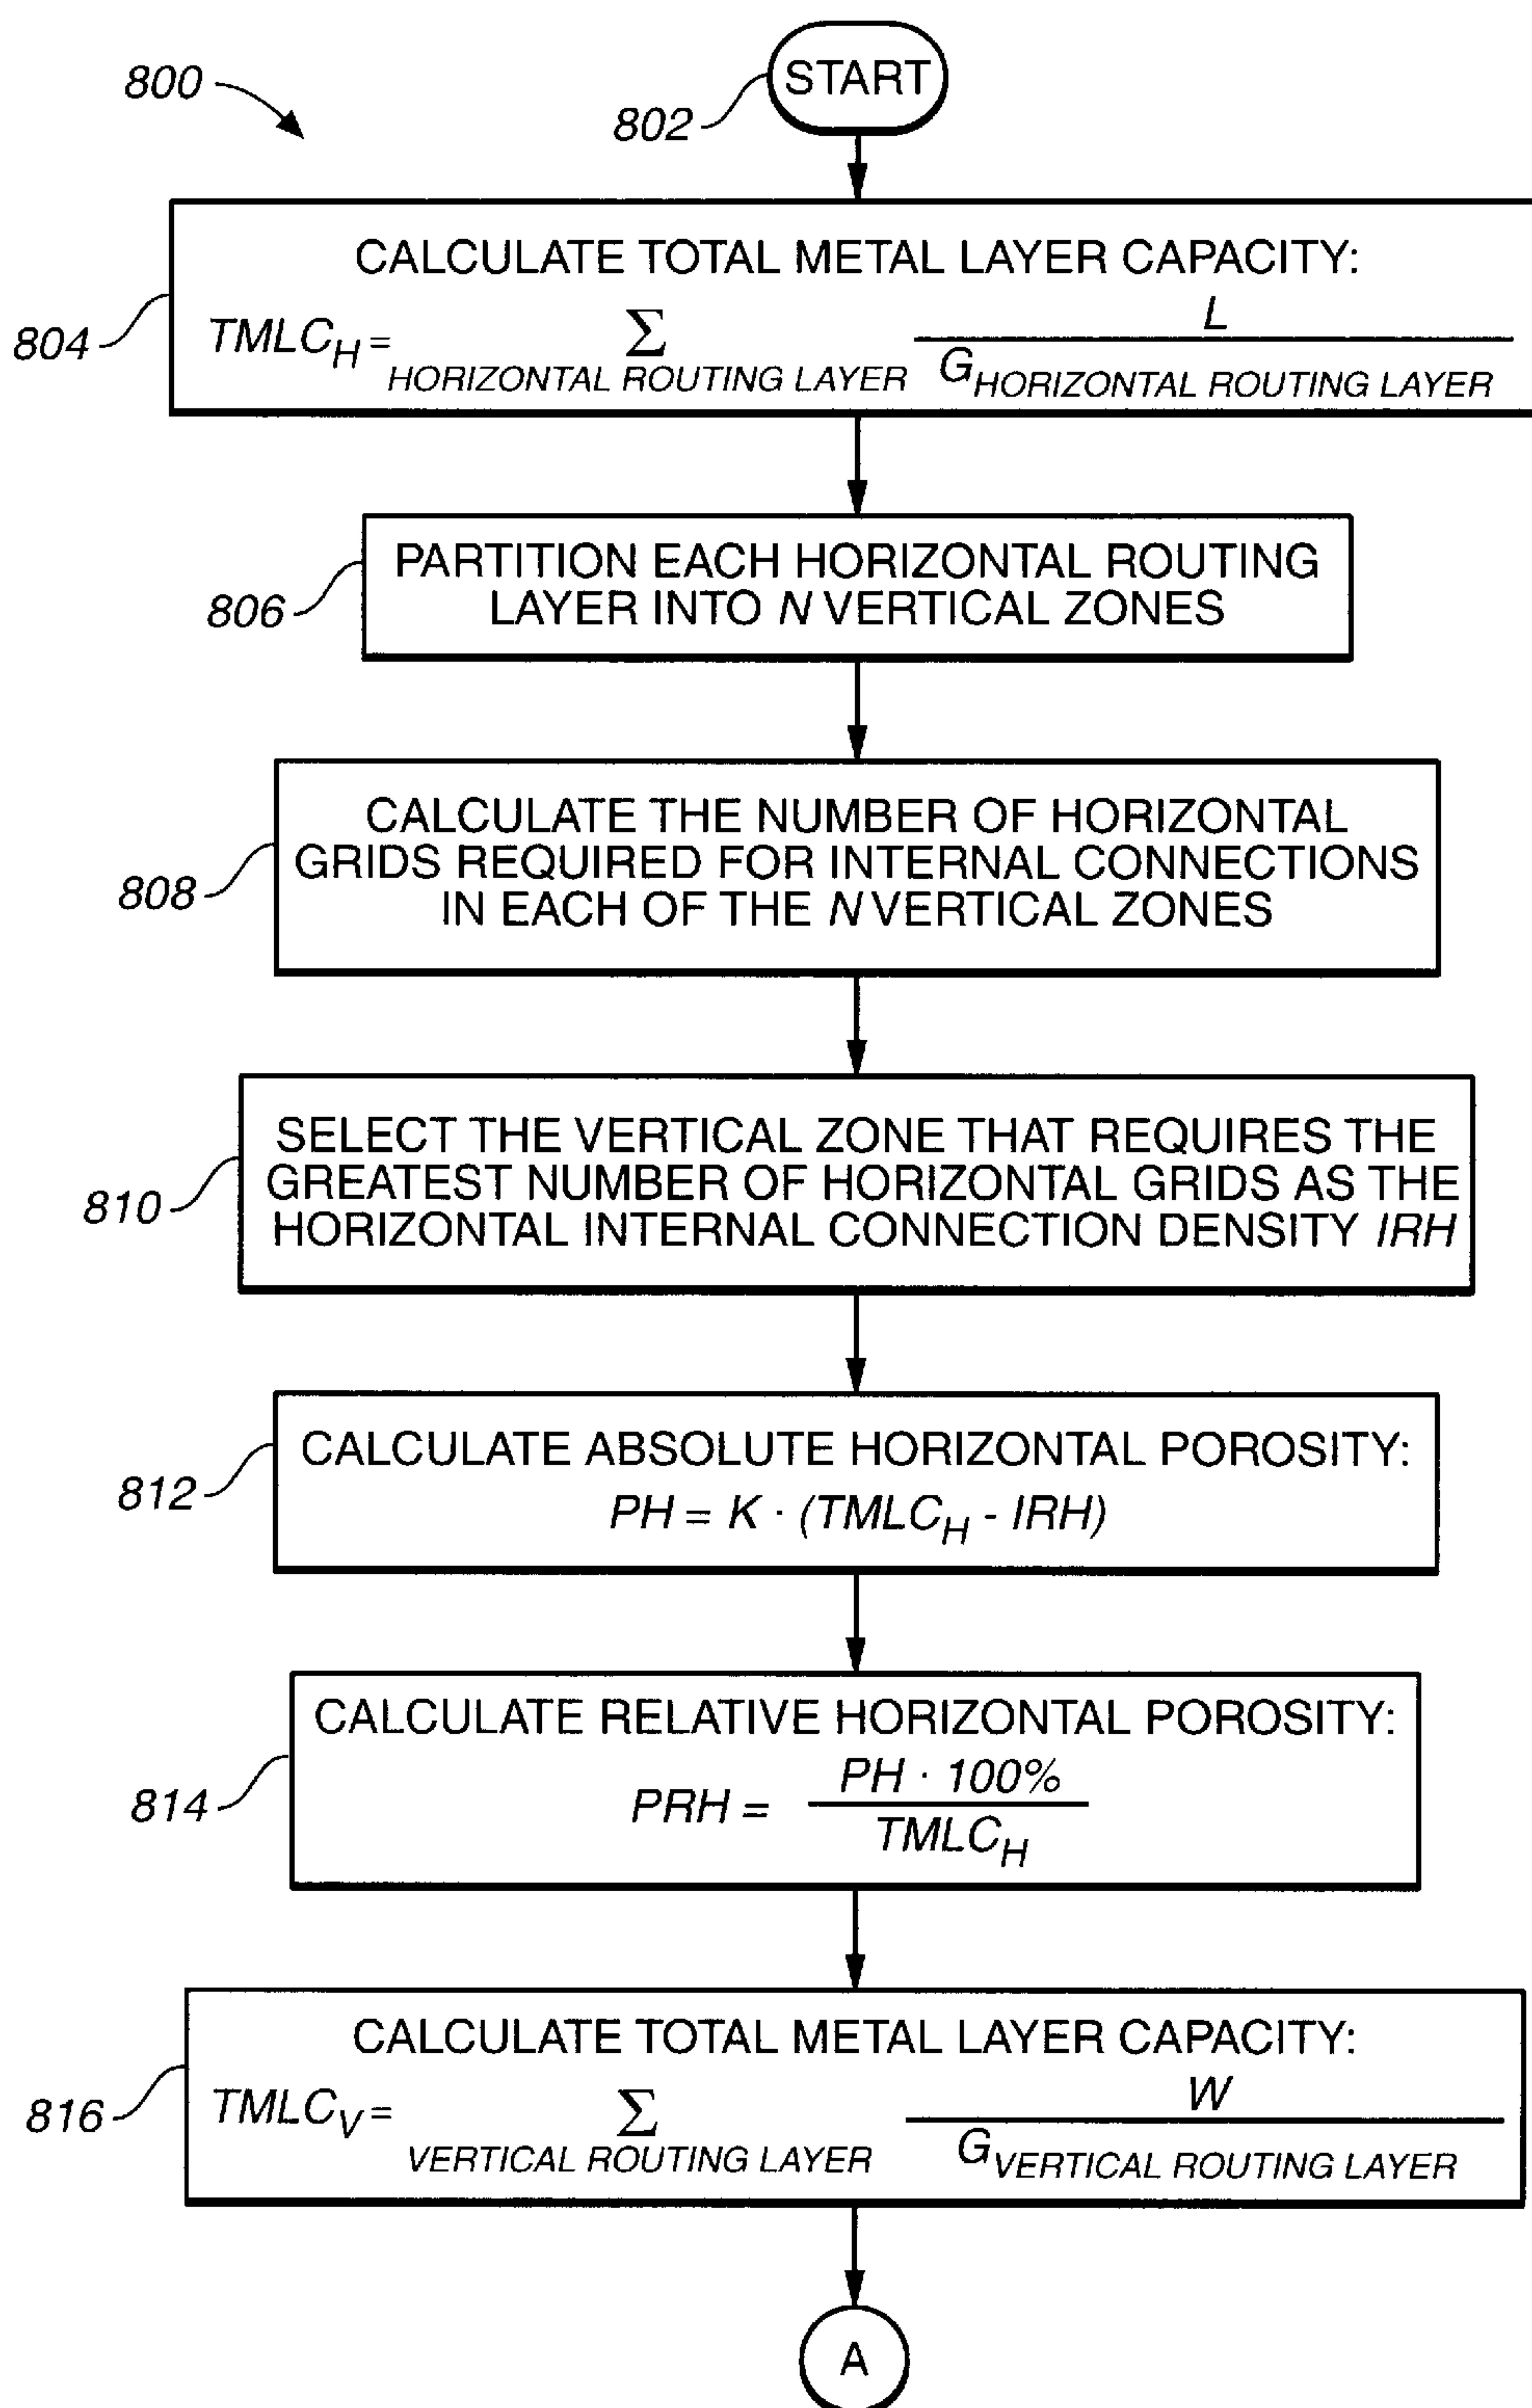 800
START
802
CALCULATE TOTAL METAL LAYER CAPACITY:
804
TMLC_H = Σ L
HORIZONTAL ROUTING LAYER G_HORIZONTAL ROUTING LAYER
PARTITION EACH HORIZONTAL ROUTING
LAYER INTO N VERTICAL ZONES
806
CALCULATE THE NUMBER OF HORIZONTAL
GRIDS REQUIRED FOR INTERNAL CONNECTIONS
IN EACH OF THE N VERTICAL ZONES
808
SELECT THE VERTICAL ZONE THAT REQUIRES THE
GREATEST NUMBER OF HORIZONTAL GRIDS AS THE
HORIZONTAL INTERNAL CONNECTION DENSITY IRH
810
CALCULATE ABSOLUTE HORIZONTAL POROSITY:
PH = K · (TMLC_H - IRH)
812
CALCULATE RELATIVE HORIZONTAL POROSITY:
PH · 100%
PRH =
TMLC_H
814
CALCULATE TOTAL METAL LAYER CAPACITY:
816
TMLC_V = Σ W
VERTICAL ROUTING LAYER G_VERTICAL ROUTING LAYER
A